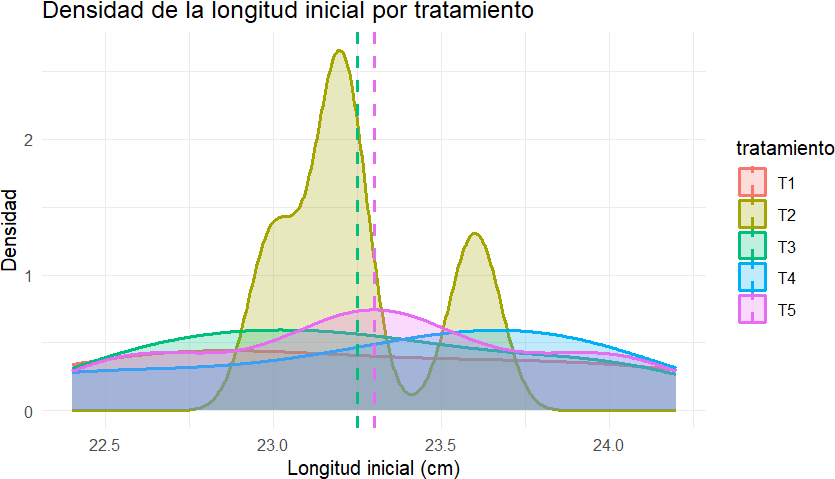 Densidad de la longitud inicial por tratamiento
2
1
0
Densidad
22.5
23.0
23.5
24.0
Longitud inicial (cm)
tratamiento
T1
T2
T3
T4
T5